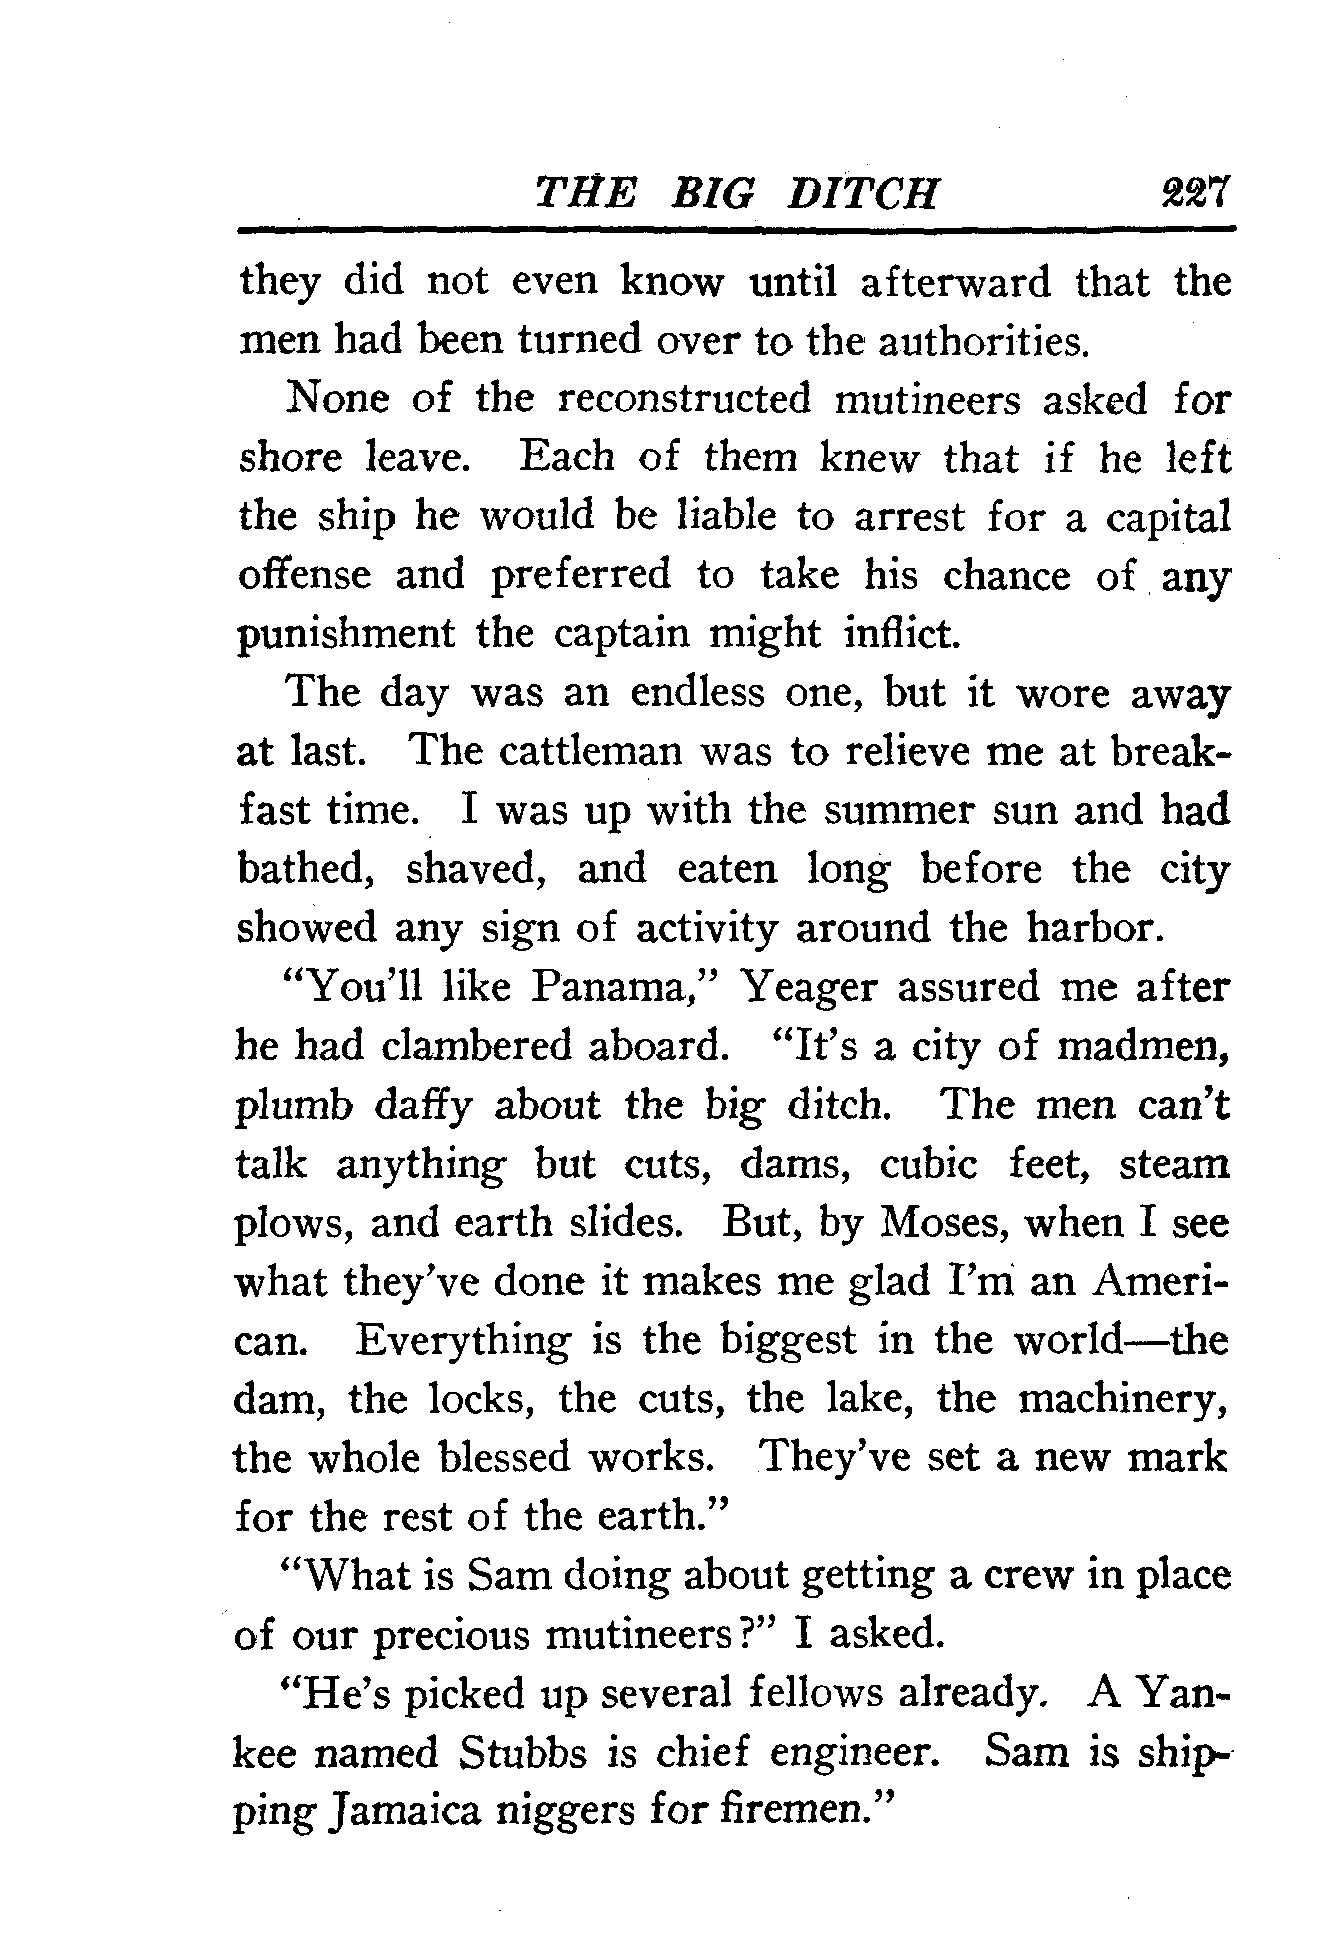 THE BIG DITCH 227
they did not even know until afterward that the
men had been turned over to the authorities.
None of the reconstructed mutineers asked for
shore leave. Each of them knew that if he left
the ship he would be liable to arrest for a capital
offense and preferred to take his chance of any
punishment the captain might inflict.
The day was an endless one, but it wore away
at last. The cattleman was to relieve me at break-
fast time. I was up with the summer sun and had
bathed, shaved, and eaten long before the city
showed any sign of activity around the harbor.
“You’ll like Panama,” Yeager assured me after
he had clambered aboard. “It’s a city of madmen,
plumb daffy about the big ditch. The men can’t
talk anything but cuts, dams, cubic feet, steam
plows, and earth slides. But, by Moses, when I see
what they’ve done it makes me glad I’m an Ameri-
can. Everything is the biggest in the world—the
dam, the locks, the cuts, the lake, the machinery,
the whole blessed works. They’ve set a new mark
for the rest of the earth.”
“What is Sam doing about getting a crew in place
of our precious mutineers?” I asked.
“He’s picked up several fellows already. A Yan-
kee named Stubbs is chief engineer. Sam is ship-
ping Jamaica niggers for firemen.”